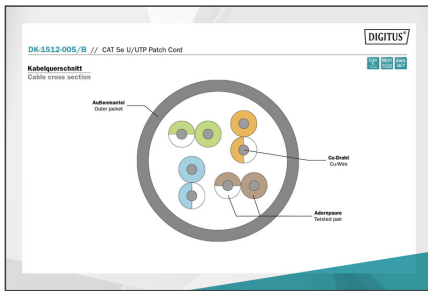 DIGITUS®
DK-1512-005/B // CAT 5e U/UTP Patch Cord
Kabelquerschnitt
Cable cross section
Außenmantel
Outer jacket
Cu-Draht
Cu-Wire
Adernpaare
Twisted pair